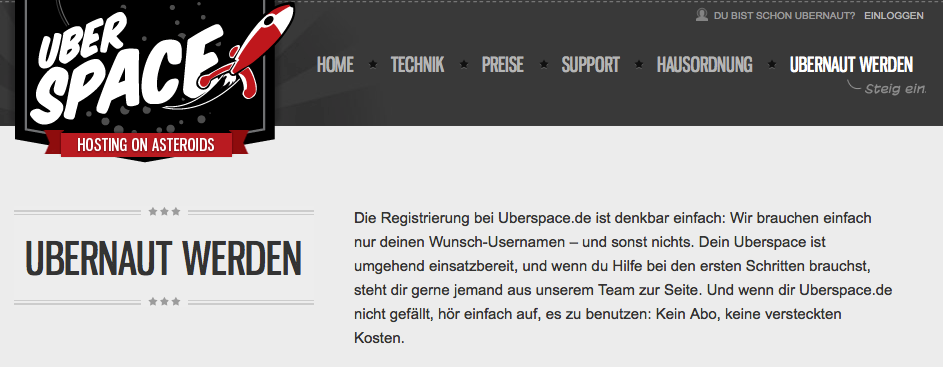 UBER
SPACE
HOSTING ON ASTEROIDS
DU BIST SCHON UBERNAUT? EINLOGGEN
HOME ★ TECHNIK ★ PREISE ★ SUPPORT ★ HAUSORDNUNG ★ UBERNAUT WERDEN
Steig ein
UBERNAUT WERDEN
Die Registrierung bei Uberspace.de ist denkbar einfach: Wir brauchen einfach
nur deinen Wunsch-Usernamen – und sonst nichts. Dein Uberspace ist
umgehend einsatzbereit, und wenn du Hilfe bei den ersten Schritten brauchst,
steht dir gerne jemand aus unserem Team zur Seite. Und wenn dir Uberspace.de
nicht gefällt, hör einfach auf, es zu benutzen: Kein Abo, keine versteckten
Kosten.